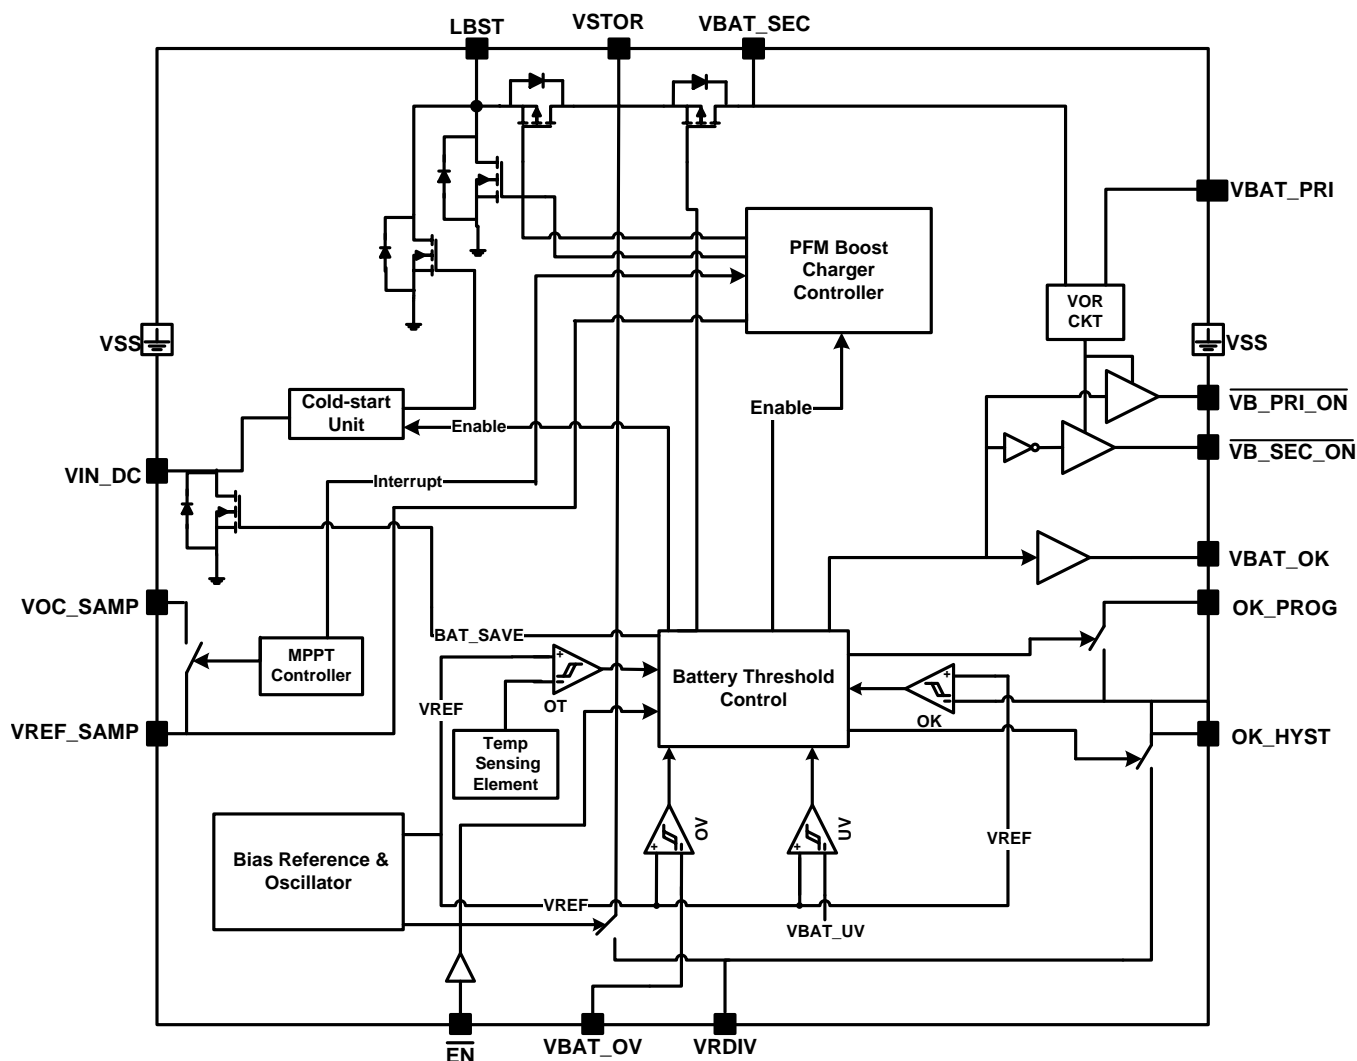 LBST
VSTOR
VBAT_SEC
VBAT_PRI
PFM Boost
Charger
Controller
VOR
CKT
VSS
VSS
Cold-start
Unit
Enable
Enable
VB_PRI_ON
VB_SEC_ON
VIN_DC
Interrupt
VBAT_OK
VOC_SAMP
OK_PROG
BAT_SAVE
MPPT
Controller
+
-
OT
Battery Threshold
Control
+
-
OK
VREF
VREF_SAMP
OK_HYST
Temp
Sensing
Element
OV
+
-
UV
+
-
VREF
Bias Reference &
Oscillator
VREF
VBAT_UV
EN
VBAT_OV
VRDIV